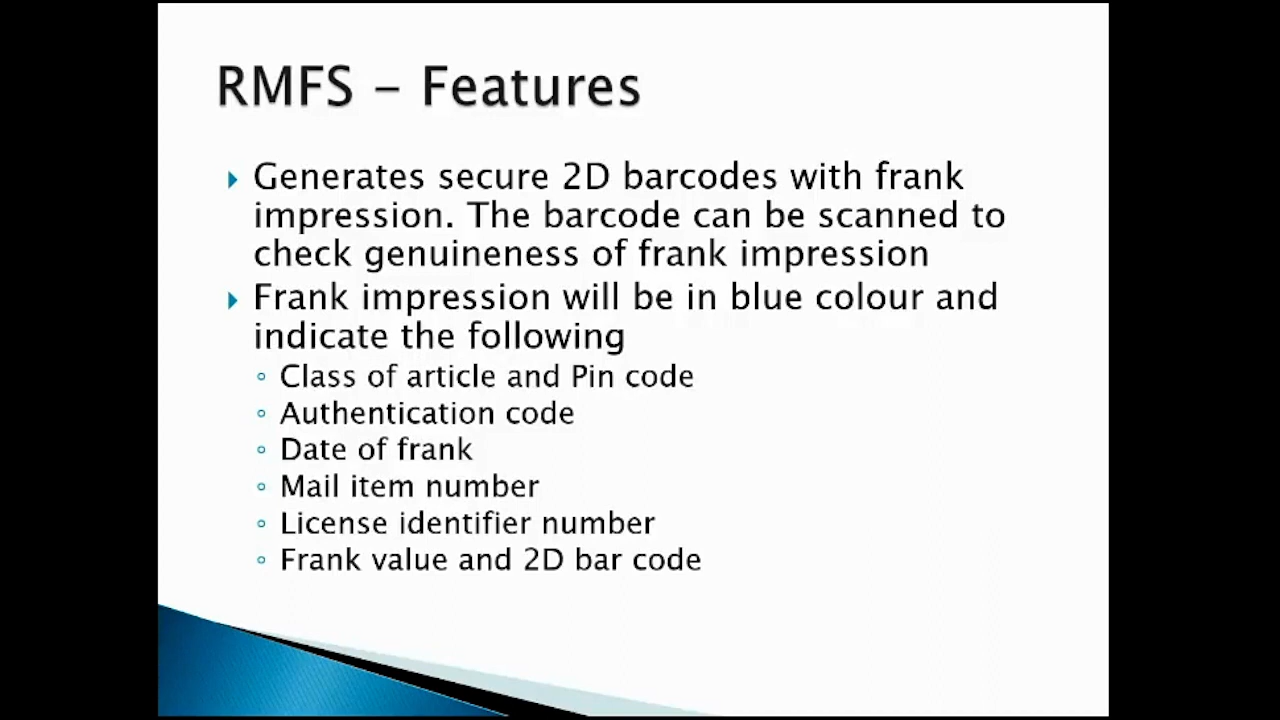 RMFS – Features
Generates secure 2D barcodes with frank
impression. The barcode can be scanned to
check genuineness of frank impression
Frank impression will be in blue colour and
indicate the following
Class of article and Pin code
Authentication code
Date of frank
Mail item number
License identifier number
Frank value and 2D bar code